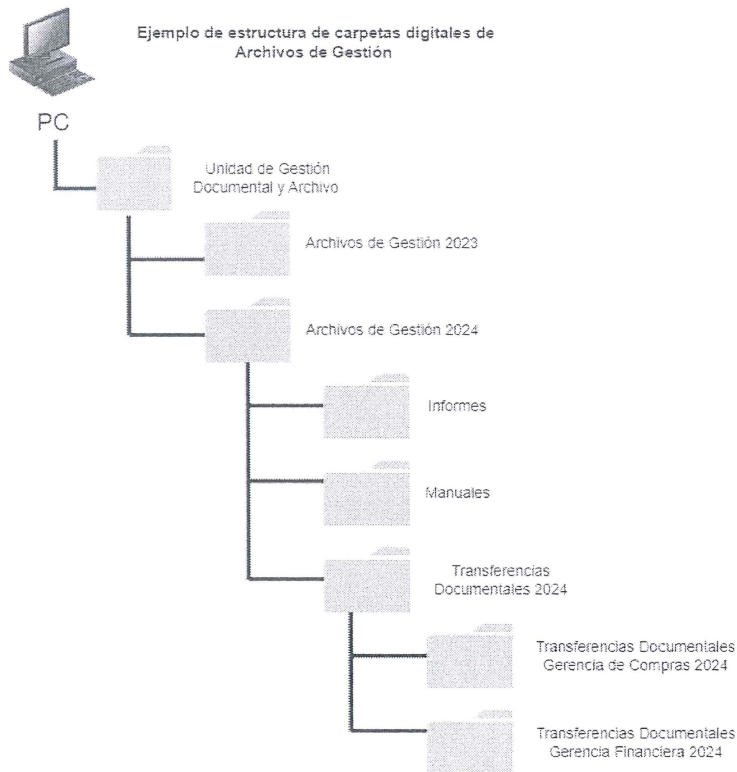 Ejemplo de estructura de carpetas digitales de
Archivos de Gestión
PC
Unidad de Gestión
Documental y Archivo
Archivos de Gestión 2023
Archivos de Gestión 2024
Informes
Manuales
Transferencias
Documentales 2024
Transferencias Documentales
Gerencia de Compras 2024
Transferencias Documentales
Gerencia Financiera 2024